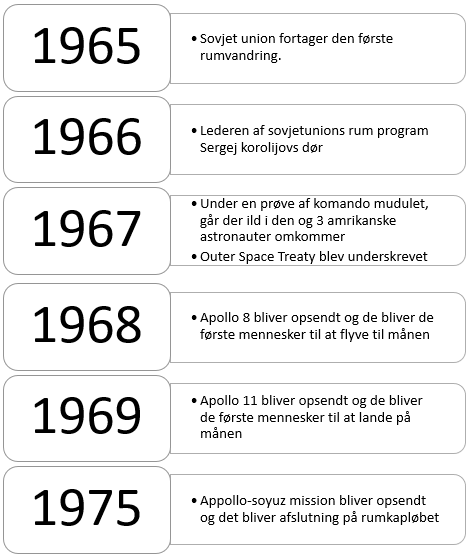 1965
• Sovjet union fortager den første
rumvandring.
1966
• Lederen af sovjetunions rum program
Sergej korolijovs dør
1967
• Under en prøve af komando mudulet,
går der ild i den og 3 amrikanske
astronauter omkommer
• Outer Space Treaty blev underskrevet
1968
• Apollo 8 bliver opsendt og de bliver de
første mennesker til at flyve til månen
1969
• Apollo 11 bliver opsendt og de bliver
de første mennesker til at lande på
månen
1975
• Appollo-soyuz mission bliver opsendt
og det bliver afslutning på rumkapløbet